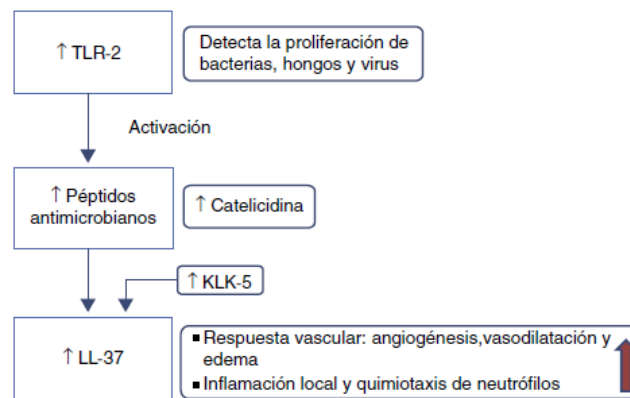 ↑ TLR-2
Detecta la proliferación de
bacterias, hongos y virus
Activación
↑ Péptidos
antimicrobianos
↑ Catelicidina
↑ KLK-5
↑ LL-37
▪ Respuesta vascular: angiogénesis,vasodilatación y
edema
▪ Inflamación local y quimiotaxis de neutrófilos